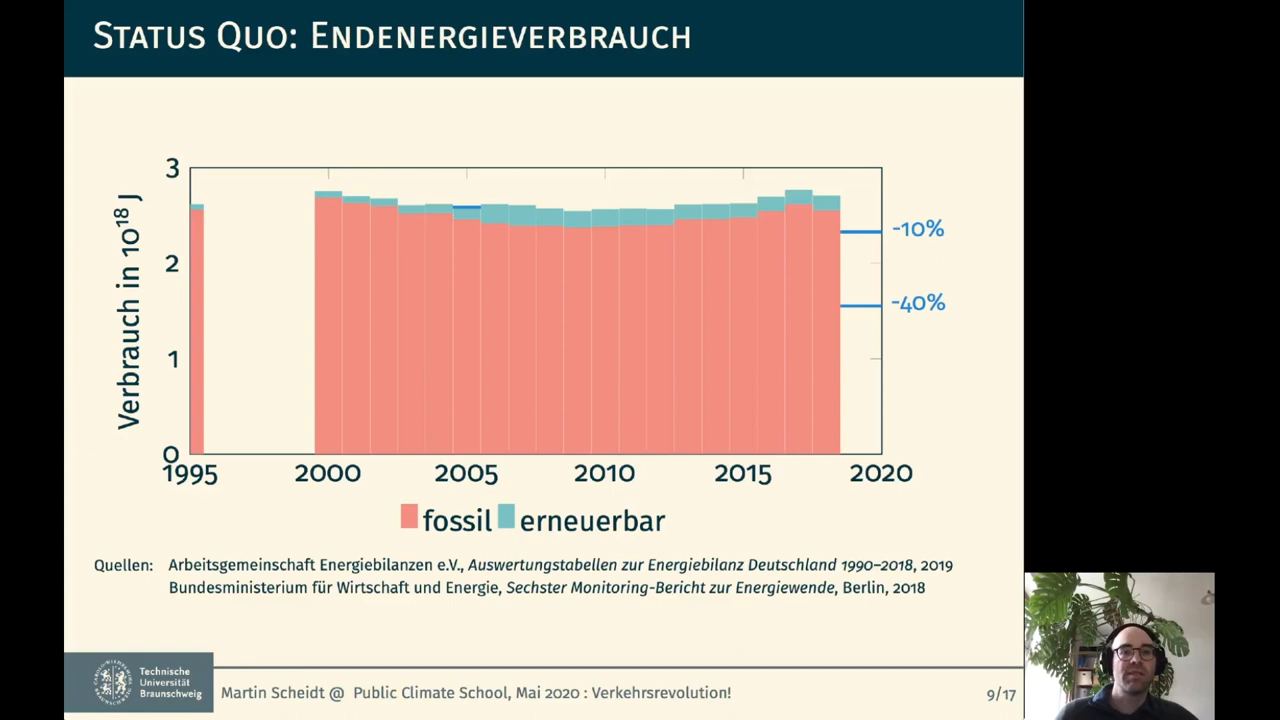 Status Quo: Endenergieverbrauch
Verbrauch in 10¹⁸ J
3
2
1
0
1995 2000 2005 2010 2015 2020
-10%
-40%
fossil erneuerbar
Quellen: Arbeitsgemeinschaft Energiebilanzen e.V., Auswertungstabellen zur Energiebilanz Deutschland 1990–2018, 2019
Bundesministerium für Wirtschaft und Energie, Sechster Monitoring-Bericht zur Energiewende, Berlin, 2018
Technische
Universität
Braunschweig
Martin Scheidt @ Public Climate School, Mai 2020 : Verkehrsrevolution!
9/17